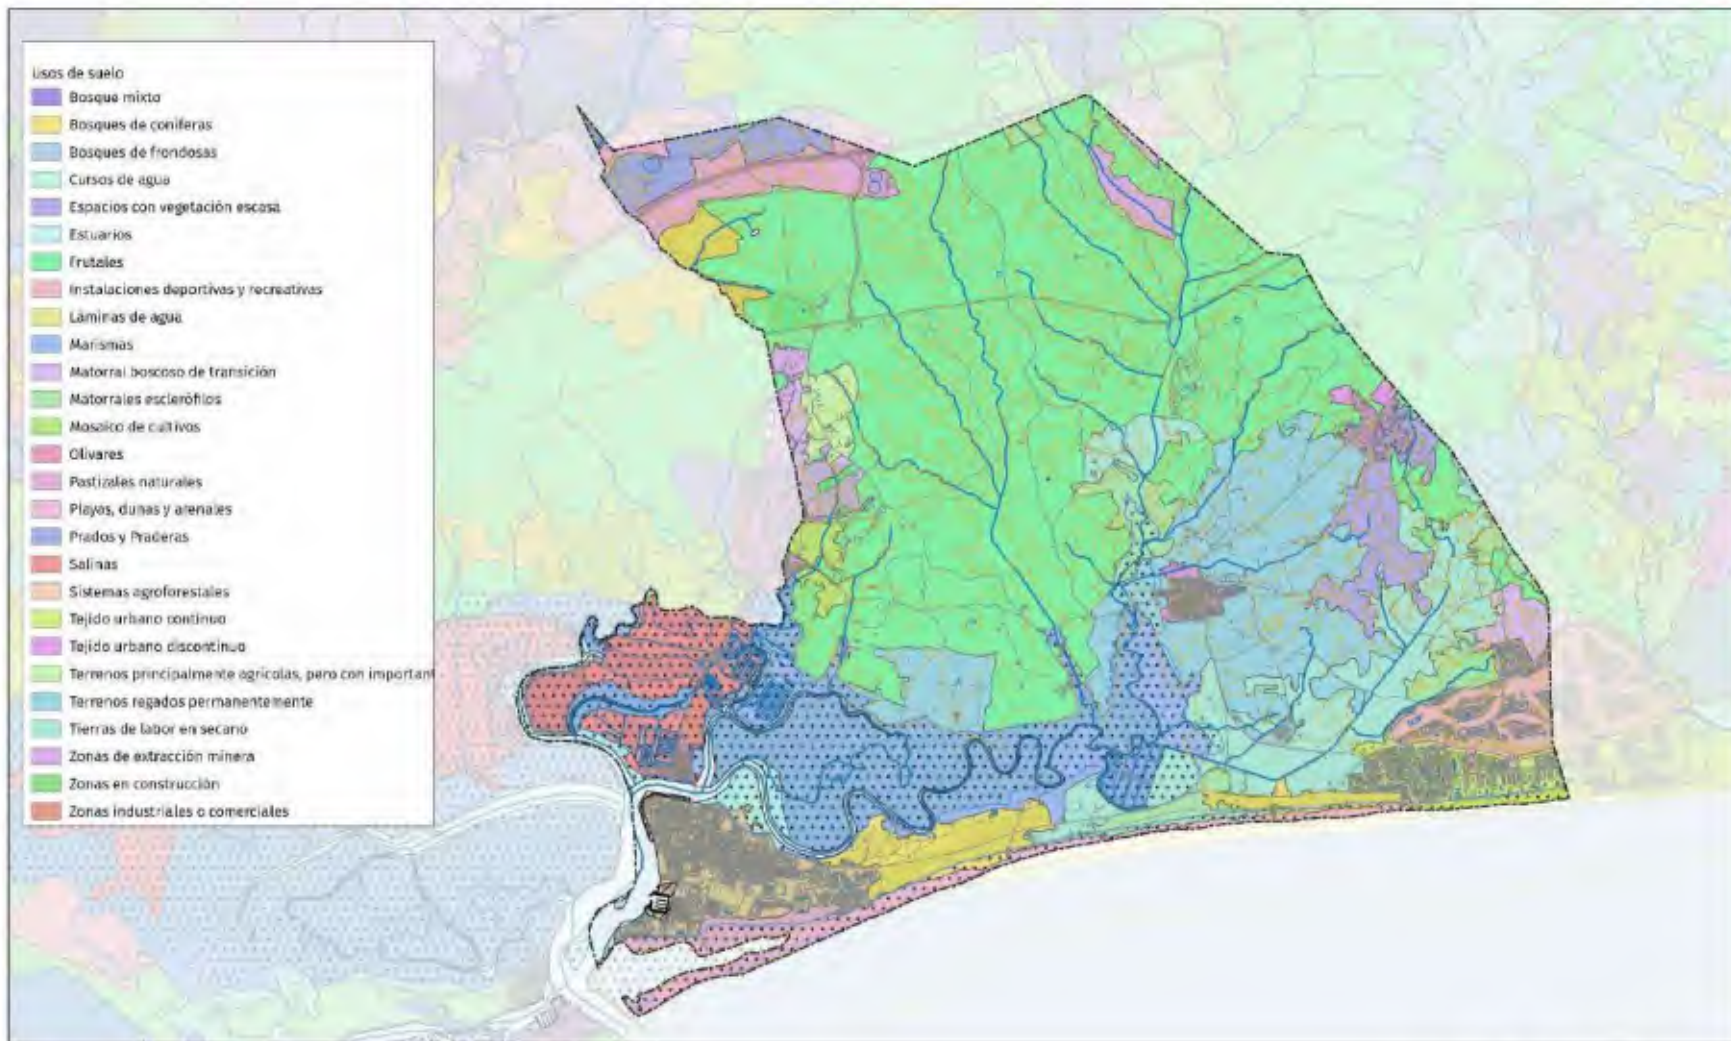 Usos de suelo
Bosque mixto
Bosques de coníferas
Bosques de frondosas
Cursos de agua
Espacios con vegetación escasa
Estuarios
Frutales
Instalaciones deportivas y recreativas
Láminas de agua
Marismas
Matorral boscoso de transición
Matorrales esclerófilos
Mosaico de cultivos
Olivares
Pastizales naturales
Playas, dunas y arenales
Prados y Praderas
Salinas
Sistemas agroforestales
Tejido urbano continuo
Tejido urbano discontinuo
Terrenos principalmente agrícolas, pero con important
Terrenos regados permanentemente
Tierras de labor en secano
Zonas de extracción minera
Zonas en construcción
Zonas industriales o comerciales